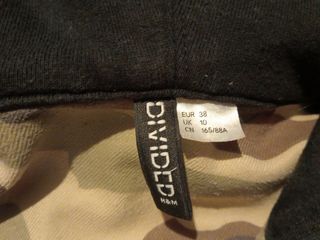 DIVIDED
H&M
EUR 38
UK 10
CN 165/88A